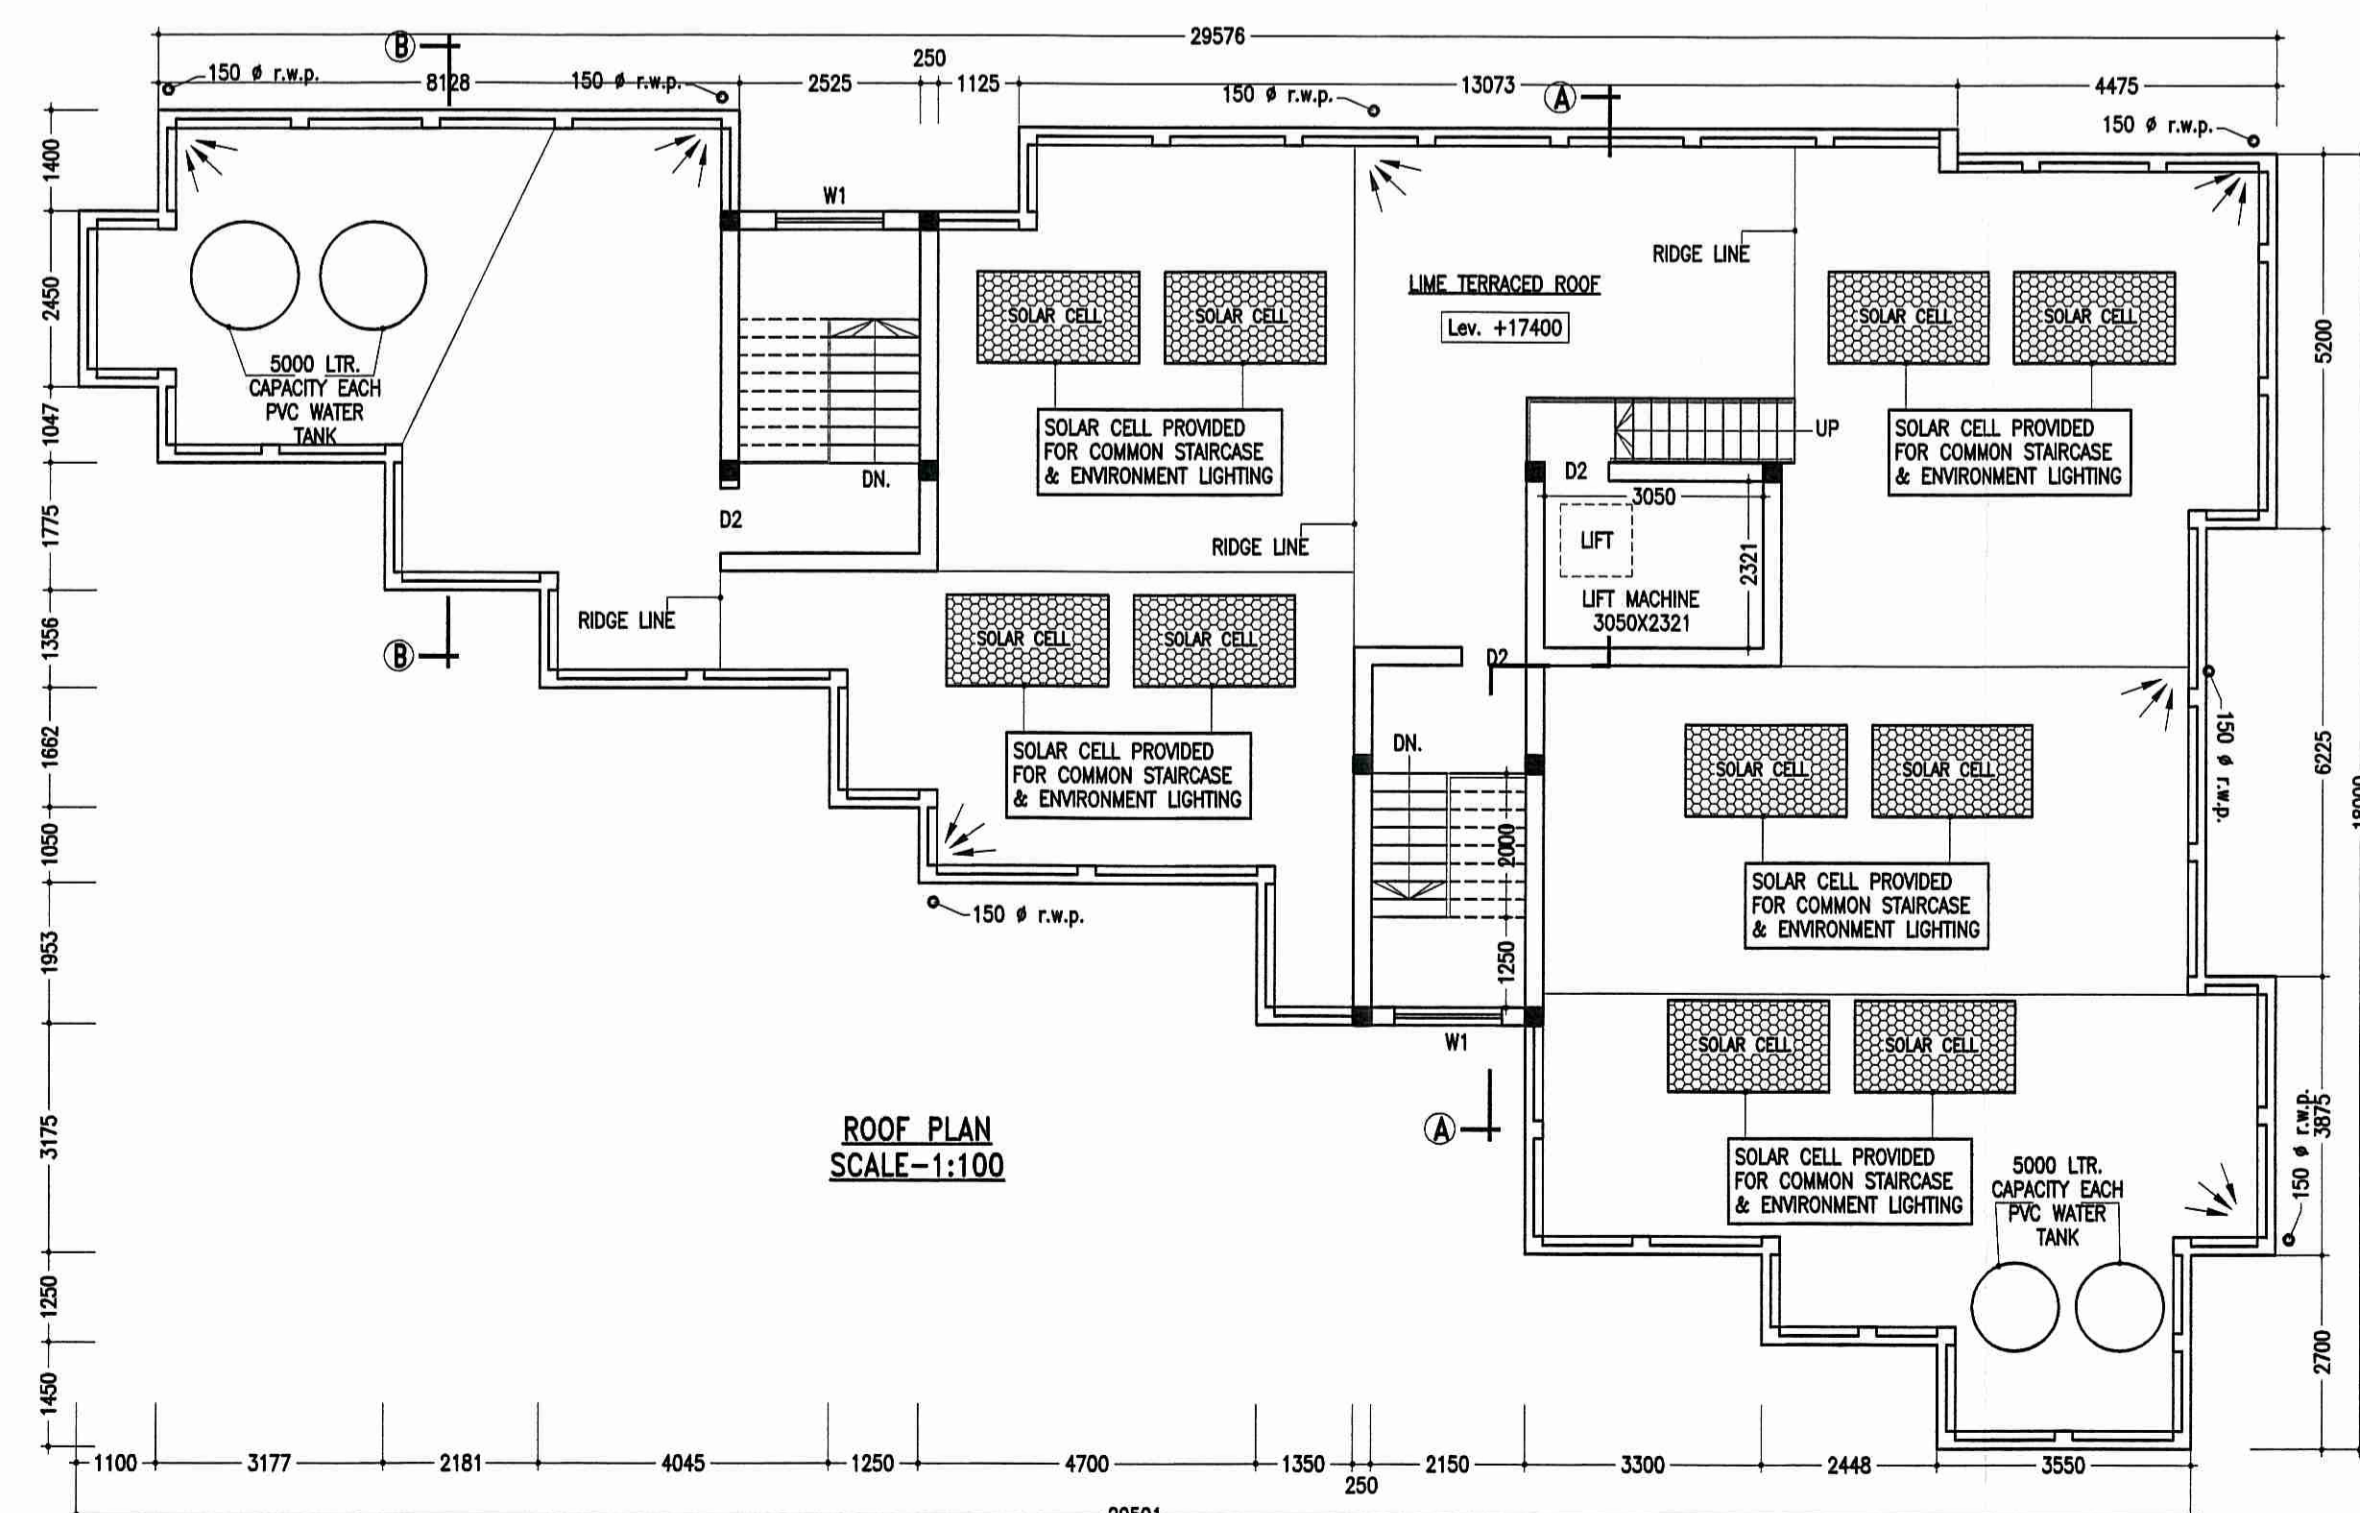 29576
B
250
150 ø r.w.p.
8128
150 ø r.w.p.
2525
1125
150 ø r.w.p.
13073
A
4475
150 ø r.w.p.
1400
2450
1047
1775
1356
1662
1050
1953
3175
1250
1450
W1
5000 LTR.
CAPACITY EACH
PVC WATER
TANK
DN.
D2
SOLAR CELL
SOLAR CELL
SOLAR CELL PROVIDED
FOR COMMON STAIRCASE
& ENVIRONMENT LIGHTING
LIME TERRACED ROOF
Lev. +17400
RIDGE LINE
SOLAR CELL
SOLAR CELL
SOLAR CELL PROVIDED
FOR COMMON STAIRCASE
& ENVIRONMENT LIGHTING
UP
D2
3050
LIFT
2321
LIFT MACHINE
3050X2321
RIDGE LINE
RIDGE LINE
B
SOLAR CELL
SOLAR CELL
SOLAR CELL PROVIDED
FOR COMMON STAIRCASE
& ENVIRONMENT LIGHTING
D2
DN.
2000
1250
W1
150 ø r.w.p.
SOLAR CELL
SOLAR CELL
SOLAR CELL PROVIDED
FOR COMMON STAIRCASE
& ENVIRONMENT LIGHTING
150 ø r.w.p.
SOLAR CELL
SOLAR CELL
SOLAR CELL PROVIDED
FOR COMMON STAIRCASE
& ENVIRONMENT LIGHTING
5000 LTR.
CAPACITY EACH
PVC WATER
TANK
150 ø r.w.p.
5200
6225
3875
2700
A
ROOF PLAN
SCALE-1:100
1100
3177
2181
4045
1250
4700
1350
250
2150
3300
2448
3550